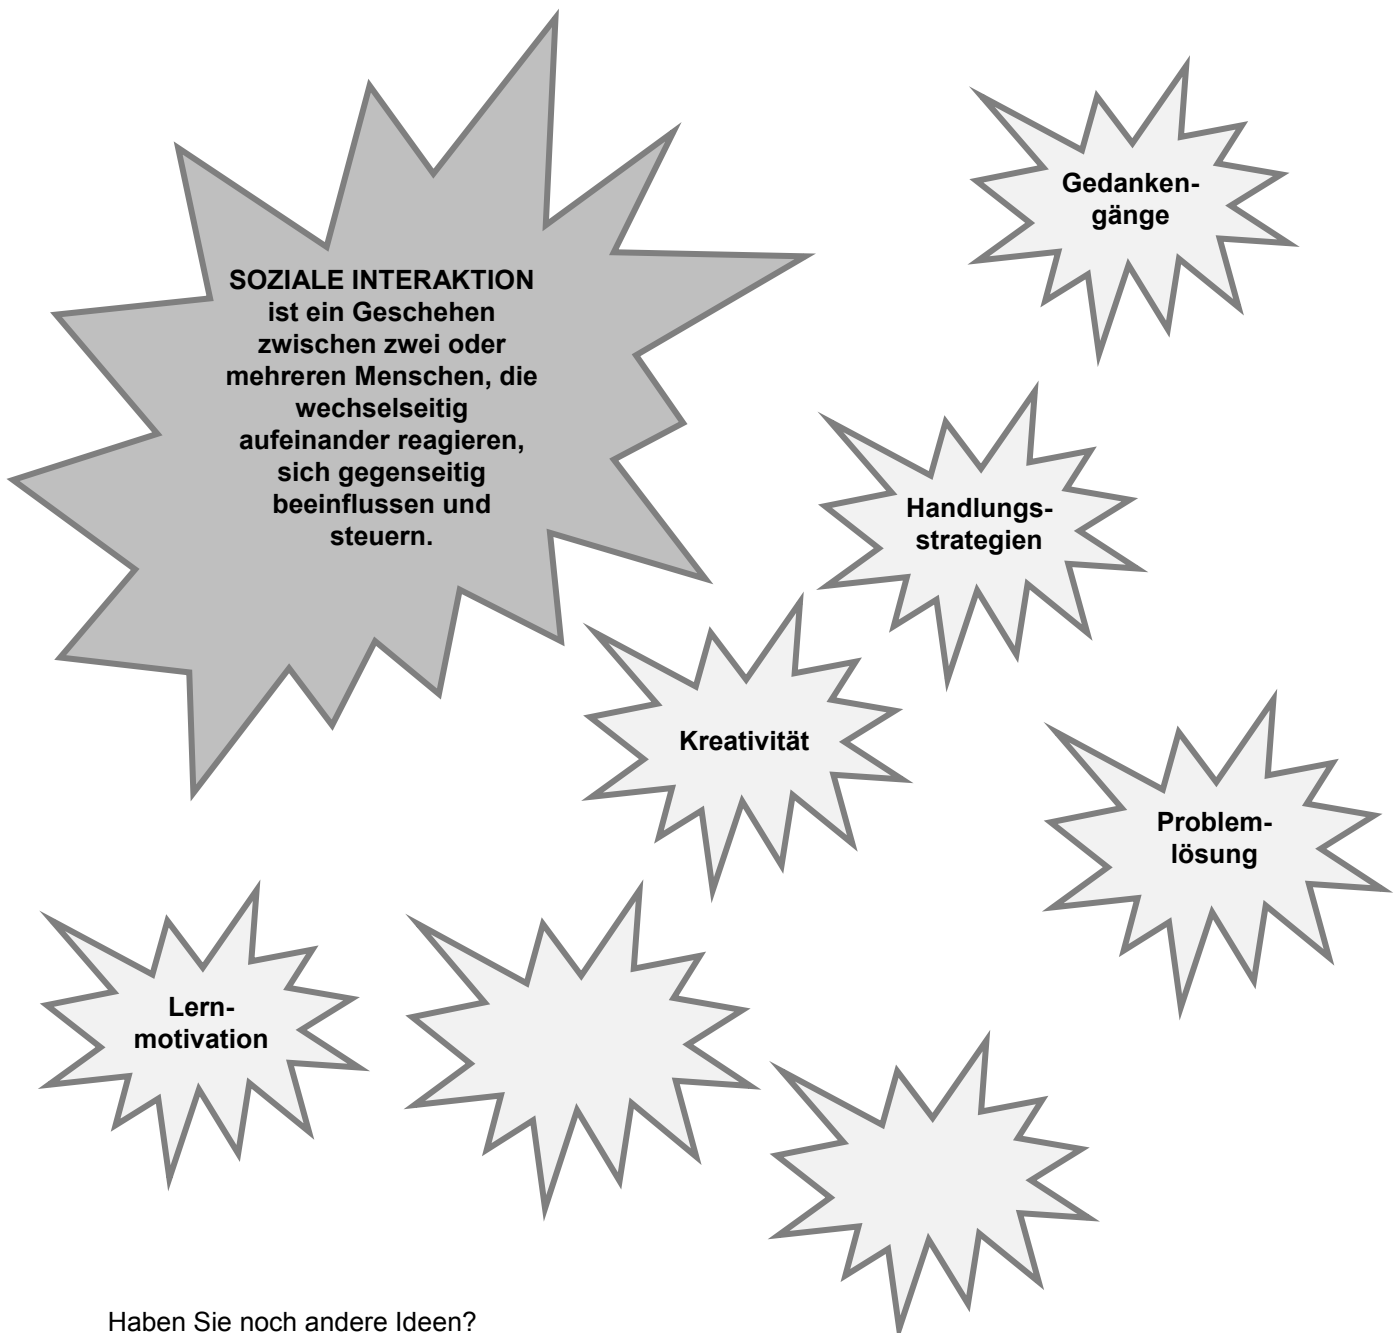 SOZIALE INTERAKTION
ist ein Geschehen
zwischen zwei oder
mehreren Menschen, die
wechselseitig
aufeinander reagieren,
sich gegenseitig
beeinflussen und
steuern.
Gedanken-
gänge
Handlungs-
strategien
Kreativität
Problem-
lösung
Lern-
motivation
Haben Sie noch andere Ideen?